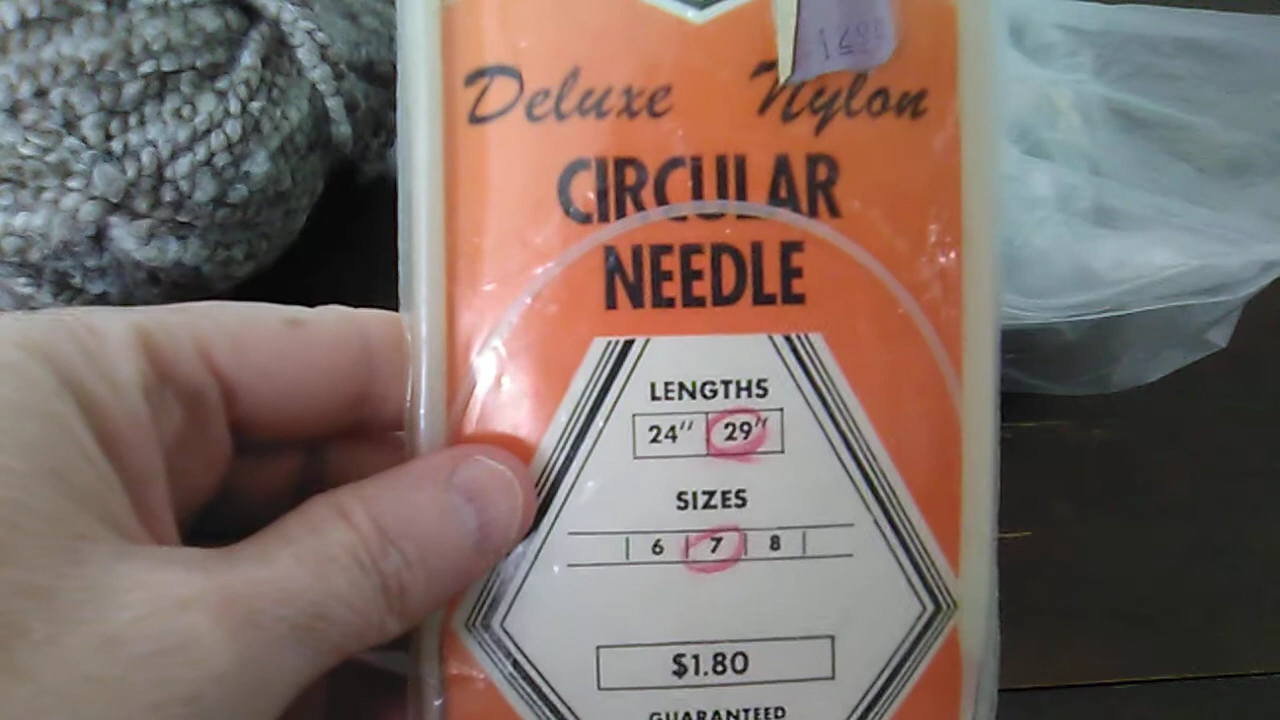 Deluxe Nylon
CIRCULAR
NEEDLE
LENGTHS
24" 29"
SIZES
6 7 8
$1.80
GUARANTEED